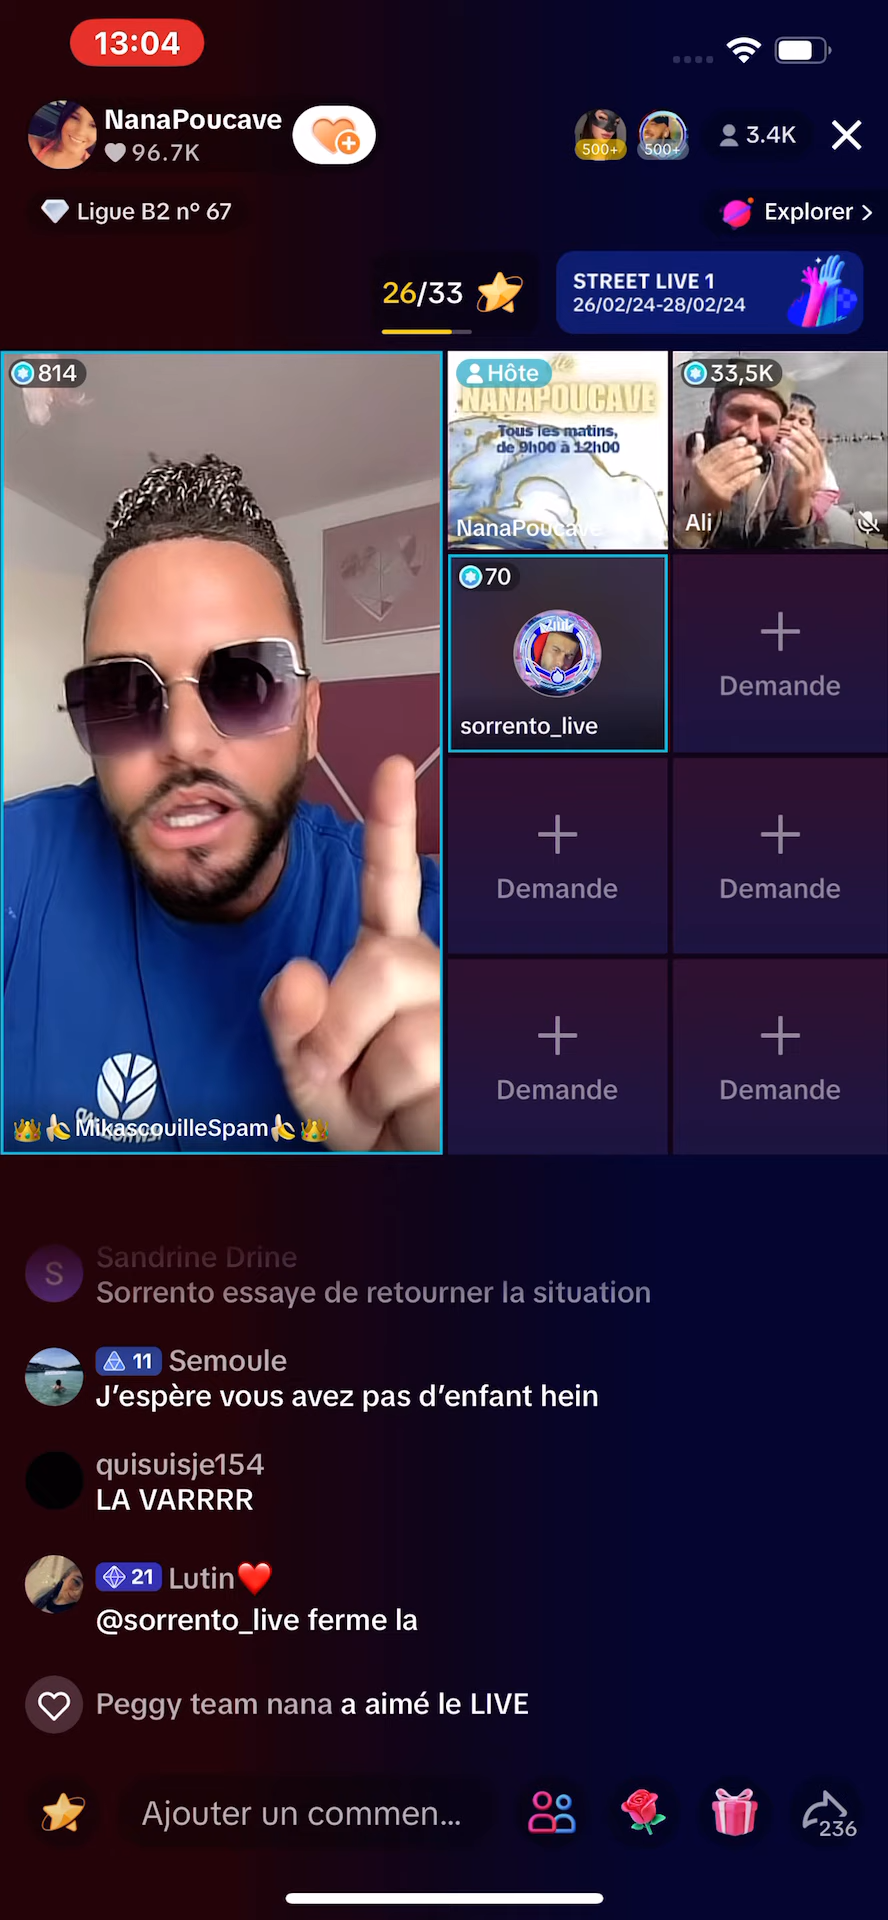 13:04
NanaPoucave
96.7K
500+
500+
3.4K
Ligue B2 nº 67
Explorer
26/33
STREET LIVE 1
26/02/24-28/02/24
814
Hôte
NANAPOUCAVE
Tous les matins,
de 9h00 à 12h00
NanaPoucave
33,5K
Ali
70
sorrento_live
Demande
Demande
Demande
Demande
Demande
👑🍌MikascouilleSpam🍌👑
Sandrine Drine
Sorrento essaye de retourner la situation
11 Semoule
J’espère vous avez pas d’enfant hein
quisuisje154
LA VARRRR
21 Lutin❤️
@sorrento_live ferme la
Peggy team nana a aimé le LIVE
Ajouter un commen...
236